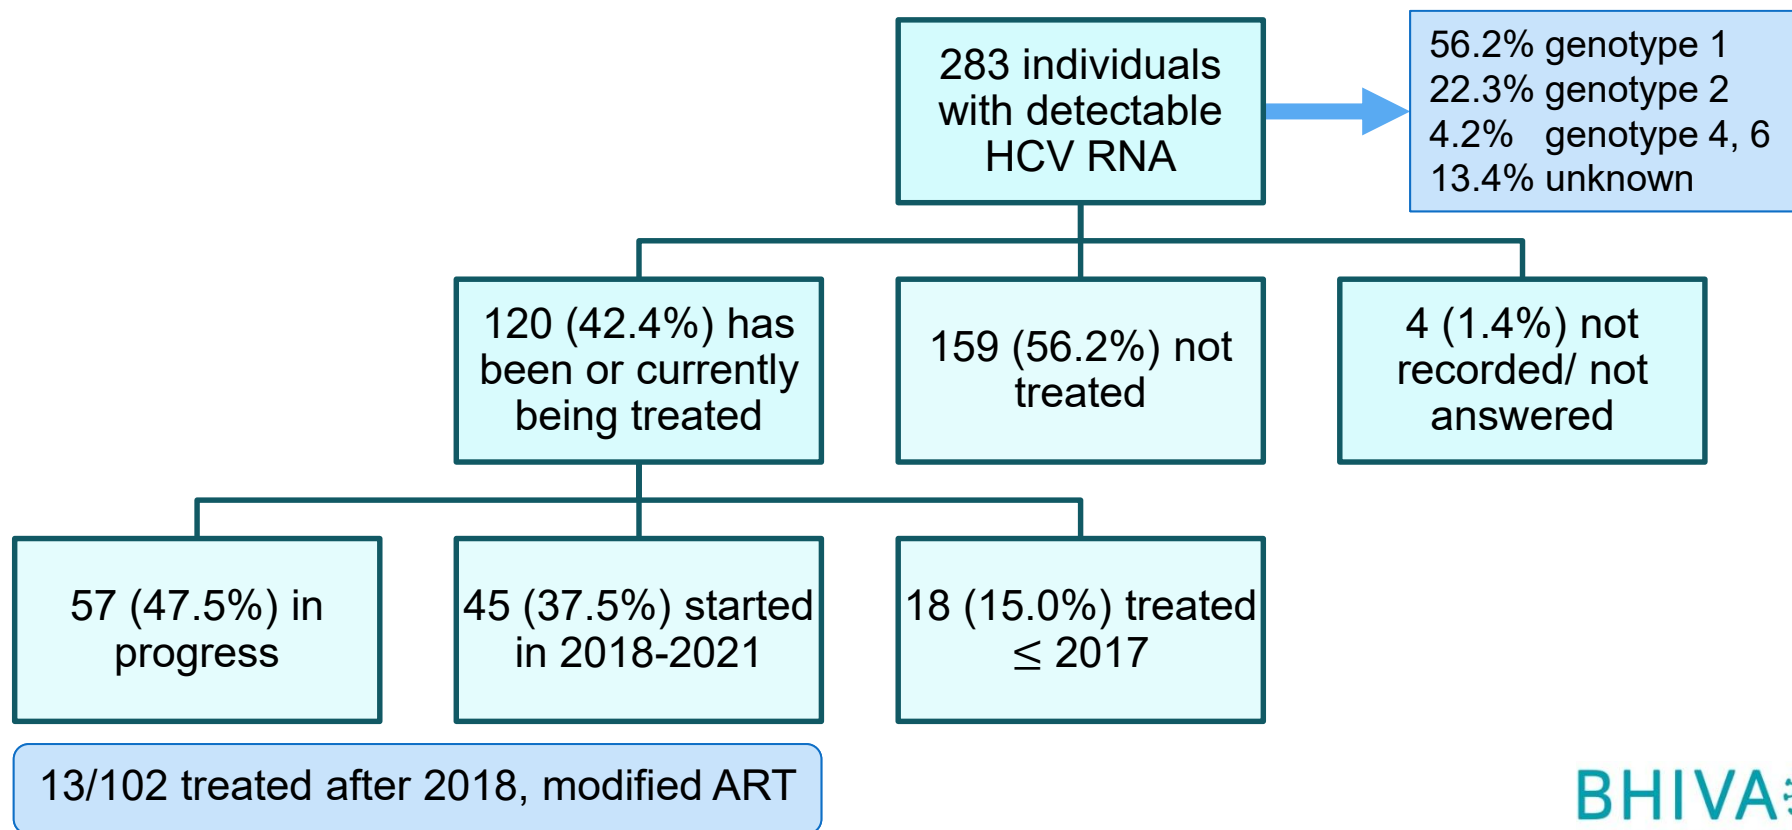 283 individuals
with detectable
HCV RNA
56.2% genotype 1
22.3% genotype 2
4.2% genotype 4, 6
13.4% unknown
120 (42.4%) has
been or currently
being treated
159 (56.2%) not
treated
4 (1.4%) not
recorded/ not
answered
57 (47.5%) in
progress
45 (37.5%) started
in 2018-2021
18 (15.0%) treated
≤ 2017
13/102 treated after 2018, modified ART
BHIVA